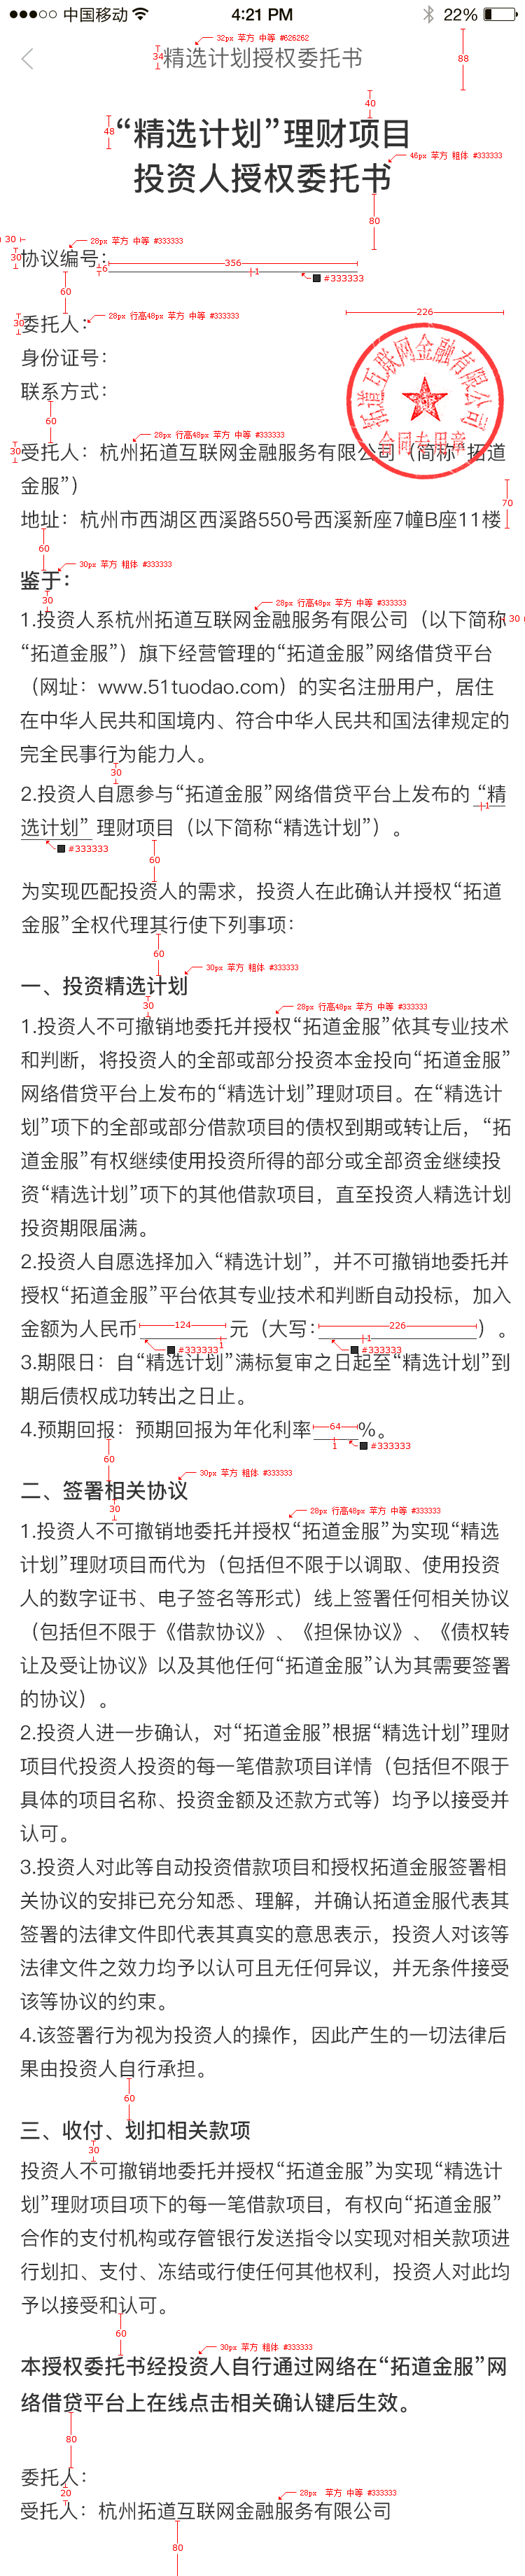 中国移动 4:21 PM 22%
32px 苹方 中等 #626262
34 精选计划授权委托书 88
40
48 “精选计划”理财项目
46px 苹方 粗体 #333333
投资人授权委托书
80
30 28px 苹方 中等 #333333
30 协议编号： 6 356 1
#333333
60
30 委托人： 28px 行高48px 苹方 中等 #333333 226
身份证号：
联系方式：
拓道互联网金融有限公司
合同专用章
60
28px 行高48px 苹方 中等 #333333
30 受托人：杭州拓道互联网金融服务有限公司（简称“拓道
金服”）
70
地址：杭州市西湖区西溪路550号西溪新座7幢B座11楼
60
30px 苹方 粗体 #333333
鉴于：
30 28px 行高48px 苹方 中等 #333333
1.投资人系杭州拓道互联网金融服务有限公司（以下简称 30
“拓道金服”）旗下经营管理的“拓道金服”网络借贷平台
（网址：www.51tuodao.com）的实名注册用户，居住
在中华人民共和国境内、符合中华人民共和国法律规定的
完全民事行为能力人。
30
2.投资人自愿参与“拓道金服”网络借贷平台上发布的 “精
1
选计划” 理财项目（以下简称“精选计划”）。
#333333
60
为实现匹配投资人的需求，投资人在此确认并授权“拓道
金服”全权代理其行使下列事项：
60
30px 苹方 粗体 #333333
一、投资精选计划
30 28px 行高48px 苹方 中等 #333333
1.投资人不可撤销地委托并授权“拓道金服”依其专业技术
和判断，将投资人的全部或部分投资本金投向“拓道金服”
网络借贷平台上发布的“精选计划”理财项目。在“精选计
划”项下的全部或部分借款项目的债权到期或转让后，“拓
道金服”有权继续使用投资所得的部分或全部资金继续投
资“精选计划”项下的其他借款项目，直至投资人精选计划
投资期限届满。
2.投资人自愿选择加入“精选计划”，并不可撤销地委托并
授权“拓道金服”平台依其专业技术和判断自动投标，加入
金额为人民币 124 元（大写： 226 ）。
1 1
#333333 #333333
3.期限日：自“精选计划”满标复审之日起至“精选计划”到
期后债权成功转出之日止。
4.预期回报：预期回报为年化利率 64 %。
1 #333333
60
30px 苹方 粗体 #333333
二、签署相关协议
30 28px 行高48px 苹方 中等 #333333
1.投资人不可撤销地委托并授权“拓道金服”为实现“精选
计划”理财项目而代为（包括但不限于以调取、使用投资
人的数字证书、电子签名等形式）线上签署任何相关协议
（包括但不限于《借款协议》、《担保协议》、《债权转
让及受让协议》以及其他任何“拓道金服”认为其需要签署
的协议）。
2.投资人进一步确认，对“拓道金服”根据“精选计划”理财
项目代投资人投资的每一笔借款项目详情（包括但不限于
具体的项目名称、投资金额及还款方式等）均予以接受并
认可。
3.投资人对此等自动投资借款项目和授权拓道金服签署相
关协议的安排已充分知悉、理解，并确认拓道金服代表其
签署的法律文件即代表其真实的意思表示，投资人对该等
法律文件之效力均予以认可且无任何异议，并无条件接受
该等协议的约束。
4.该签署行为视为投资人的操作，因此产生的一切法律后
果由投资人自行承担。
60
三、收付、划扣相关款项
30
投资人不可撤销地委托并授权“拓道金服”为实现“精选计
划”理财项目项下的每一笔借款项目，有权向“拓道金服”
合作的支付机构或存管银行发送指令以实现对相关款项进
行划扣、支付、冻结或行使任何其他权利，投资人对此均
予以接受和认可。
60
30px 苹方 粗体 #333333
本授权委托书经投资人自行通过网络在“拓道金服”网
络借贷平台上在线点击相关确认键后生效。
80
委托人：
20 28px 苹方 中等 #333333
受托人：杭州拓道互联网金融服务有限公司
80